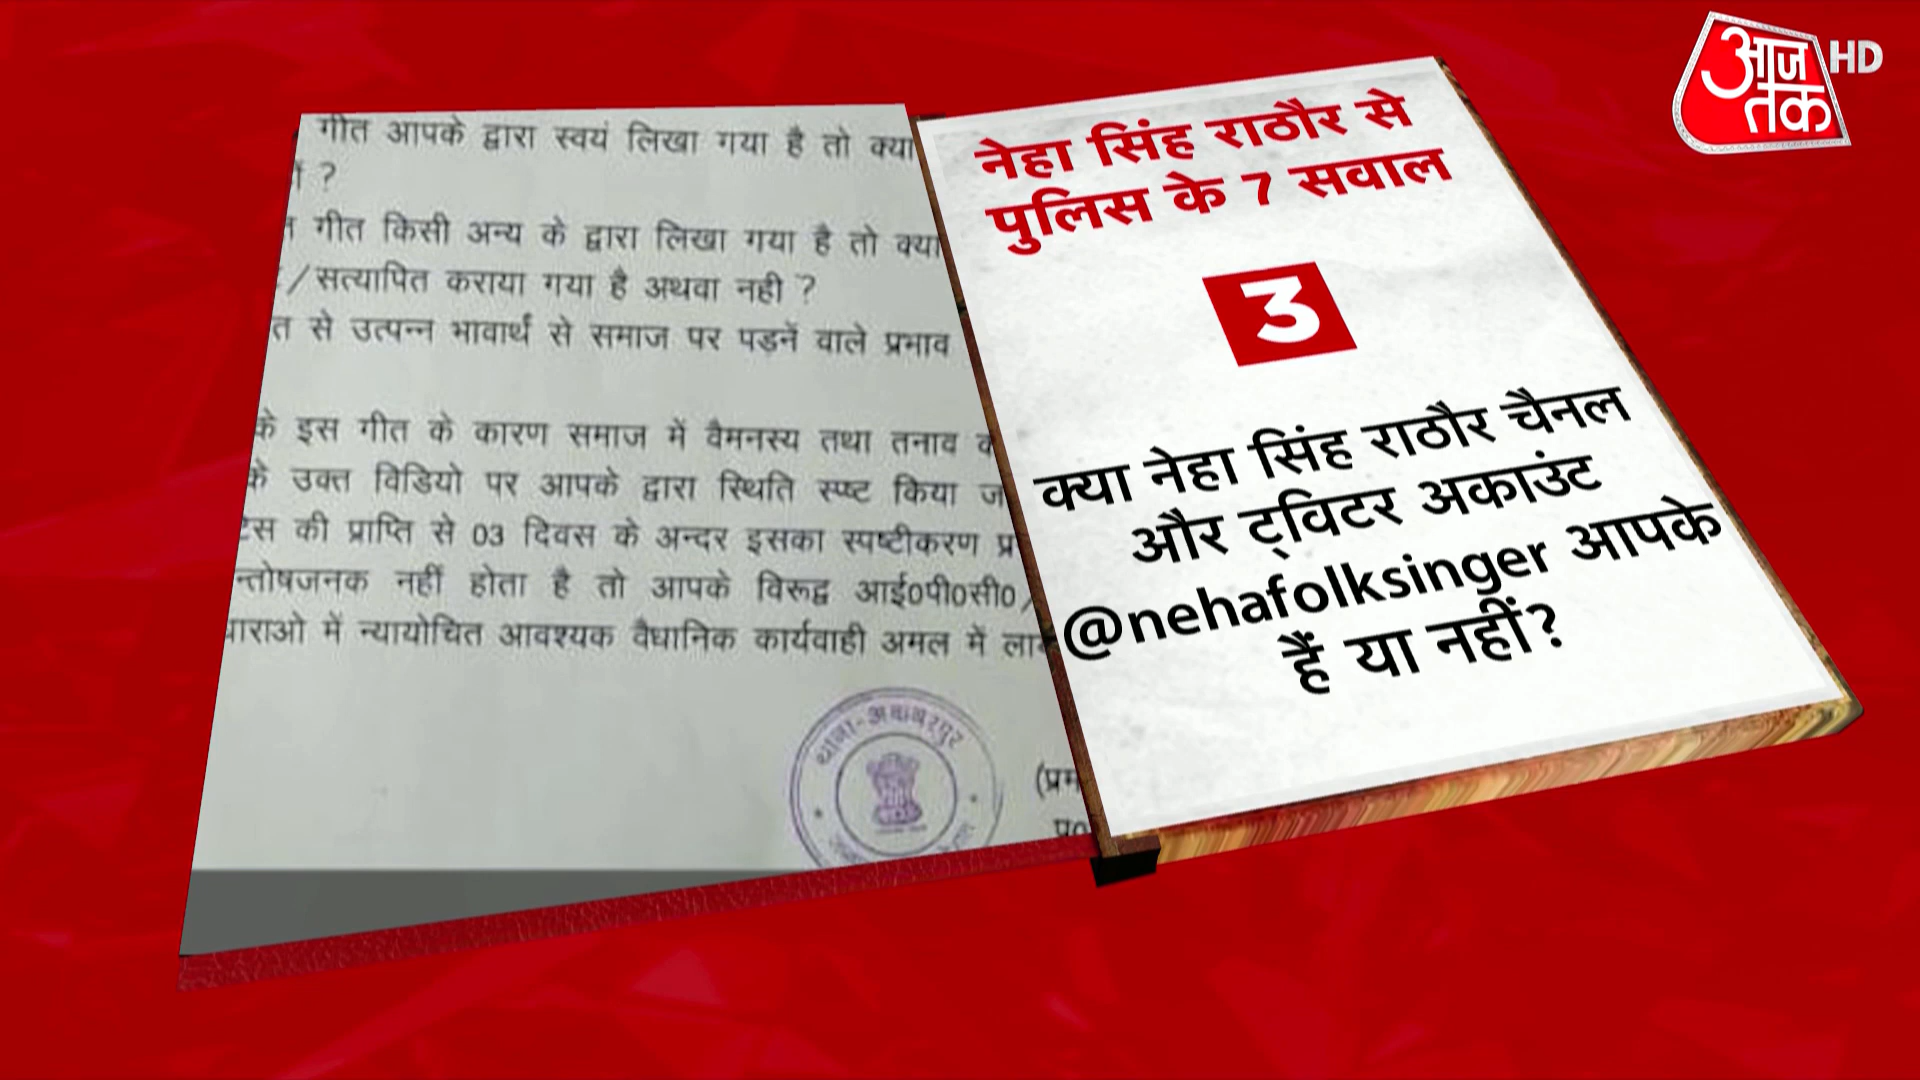 आज तक HD
गीत आपके द्वारा स्वयं लिखा गया है तो क्या
?
गीत किसी अन्य के द्वारा लिखा गया है तो क्या
/सत्यापित कराया गया है अथवा नही ?
त से उत्पन्न भावार्थ से समाज पर पड़नें वाले प्रभाव
के इस गीत के कारण समाज में वैमनस्य तथा तनाव
के उक्त विडियो पर आपके द्वारा स्थिति स्पष्ट किया
की प्राप्ति से 03 दिवस के अन्दर इसका स्पष्टीकरण
न्तोषजनक नहीं होता है तो आपके विरूद्व आई0पी0सी0/
में न्यायोचित आवश्यक वैधानिक कार्यवाही अमल में
थाना-अकबरपुर
नेहा सिंह राठौर से
पुलिस के 7 सवाल
3
क्या नेहा सिंह राठौर चैनल
और ट्विटर अकाउंट
@nehafolksinger आपके
हैं या नहीं?